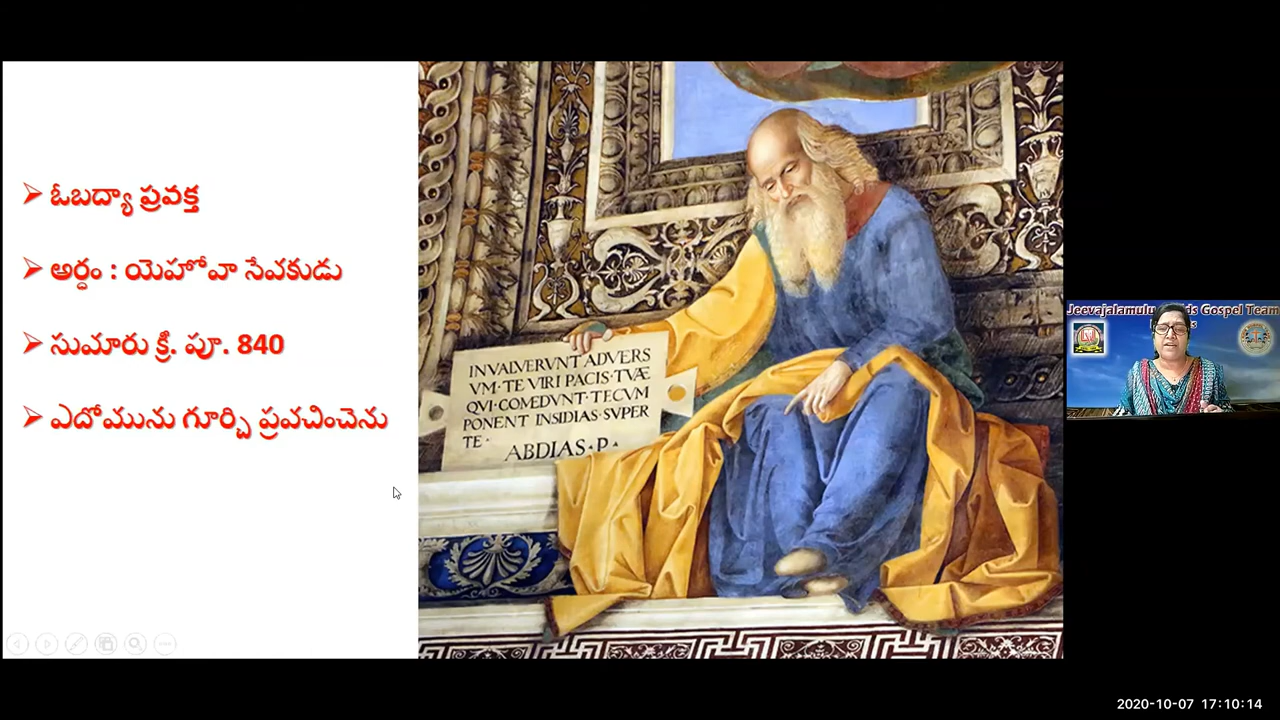 ఓబద్యా ప్రవక్త
అర్ధం : యెహోవా సేవకుడు
సుమారు క్రీ. పూ. 840
ఎదోమును గూర్చి ప్రవచించెను
INVALVERVNT ADVERS
VM · TE VIRI PACIS · TVÆ
QVI · COMEDVNT · TECVM
PONENT INSIDIAS · SVPER
TE ·
ABDIAS · P ·
Jeevajalamulu
Gospel Team
2020-10-07 17:10:14